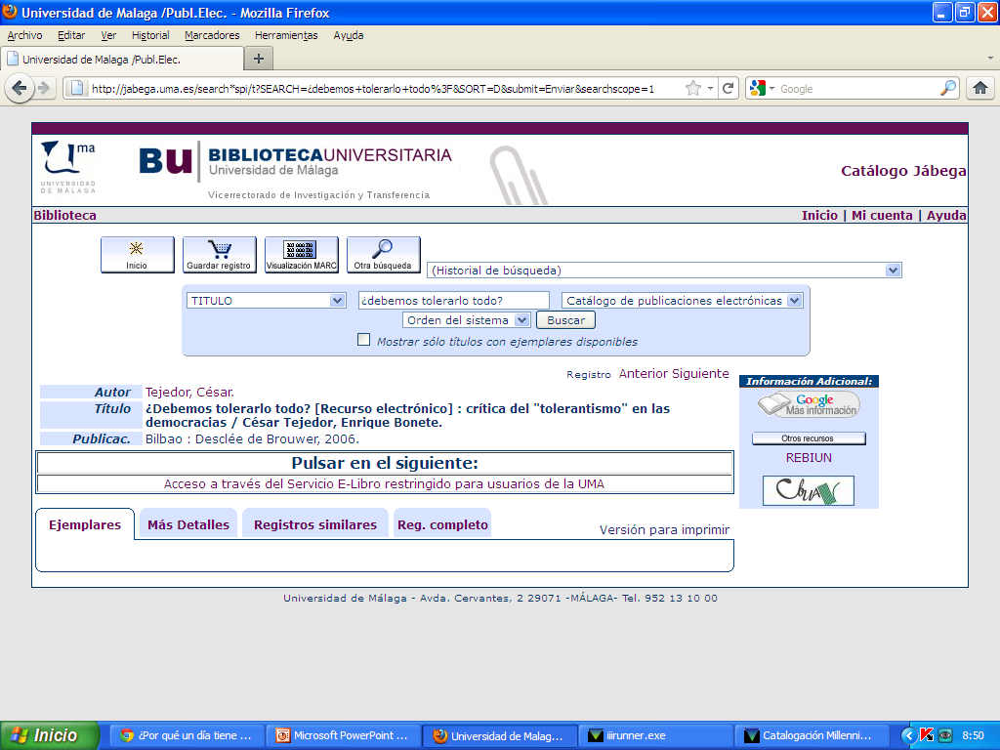 Universidad de Malaga /Publ.Elec. - Mozilla Firefox
Archivo Editar Ver Historial Marcadores Herramientas Ayuda
Universidad de Malaga /Publ.Elec. +
http://jabega.uma.es/search*spi/t?SEARCH=¿debemos+tolerarlo+todo%3F&SORT=D&submit=Enviar&searchscope=1 Google
uma
UNIVERSIDAD DE MÁLAGA
Bu BIBLIOTECAUNIVERSITARIA
Universidad de Málaga
Vicerrectorado de Investigación y Transferencia
Catálogo Jábega
Biblioteca Inicio | Mi cuenta | Ayuda
Inicio Guardar registro Visualización MARC Otra búsqueda
(Historial de búsqueda)
TITULO ¿debemos tolerarlo todo? Catálogo de publicaciones electrónicas
Orden del sistema Buscar
Mostrar sólo títulos con ejemplares disponibles
Registro Anterior Siguiente
Autor Tejedor, César.
Título ¿Debemos tolerarlo todo? [Recurso electrónico] : crítica del "tolerantismo" en las
democracias / César Tejedor, Enrique Bonete.
Publicac. Bilbao : Desclée de Brouwer, 2006.
Pulsar en el siguiente:
Acceso a través del Servicio E-Libro restringido para usuarios de la UMA
Información Adicional:
Google
Más información
Otros recursos
REBIUN
CBUA
Ejemplares Más Detalles Registros similares Reg. completo
Versión para imprimir
Universidad de Málaga - Avda. Cervantes, 2 29071 -MÁLAGA- Tel. 952 13 10 00
Inicio ¿Por qué un día tiene ... Microsoft PowerPoint ... Universidad de Malag... iiirunner.exe Catalogación Millenni... 8:50